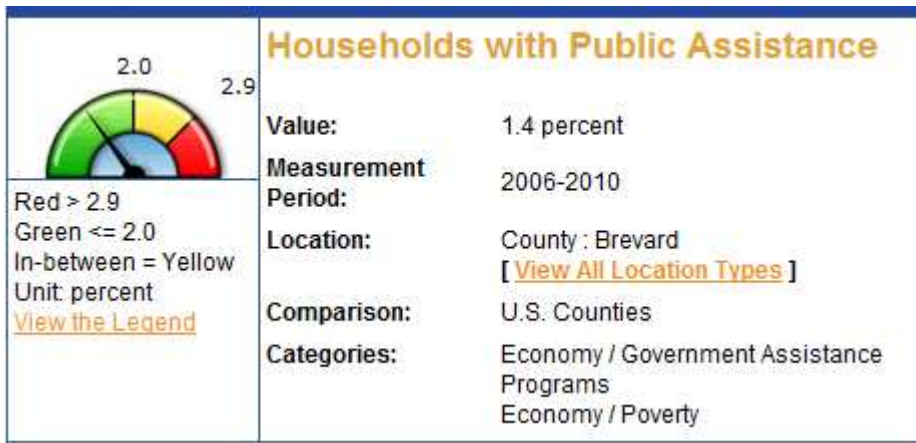 2.0
2.9
Red > 2.9
Green <= 2.0
In-between = Yellow
Unit: percent
View the Legend
Households with Public Assistance
Value: 1.4 percent
Measurement
Period: 2006-2010
Location: County : Brevard
[ View All Location Types ]
Comparison: U.S. Counties
Categories: Economy / Government Assistance
Programs
Economy / Poverty